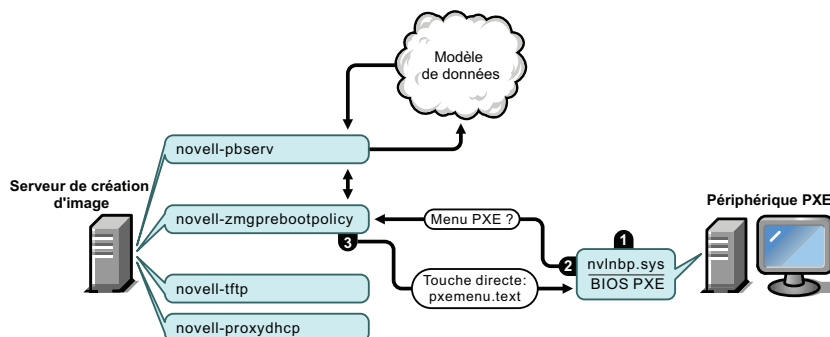 Modèle
de données
novell-pbserv
Serveur de création
d'image
novell-zmgprebootpolicy
3
Menu PXE ?
Périphérique PXE
1
2
nvlnbp.sys
BIOS PXE
Touche directe:
pxemenu.text
novell-tftp
novell-proxydhcp